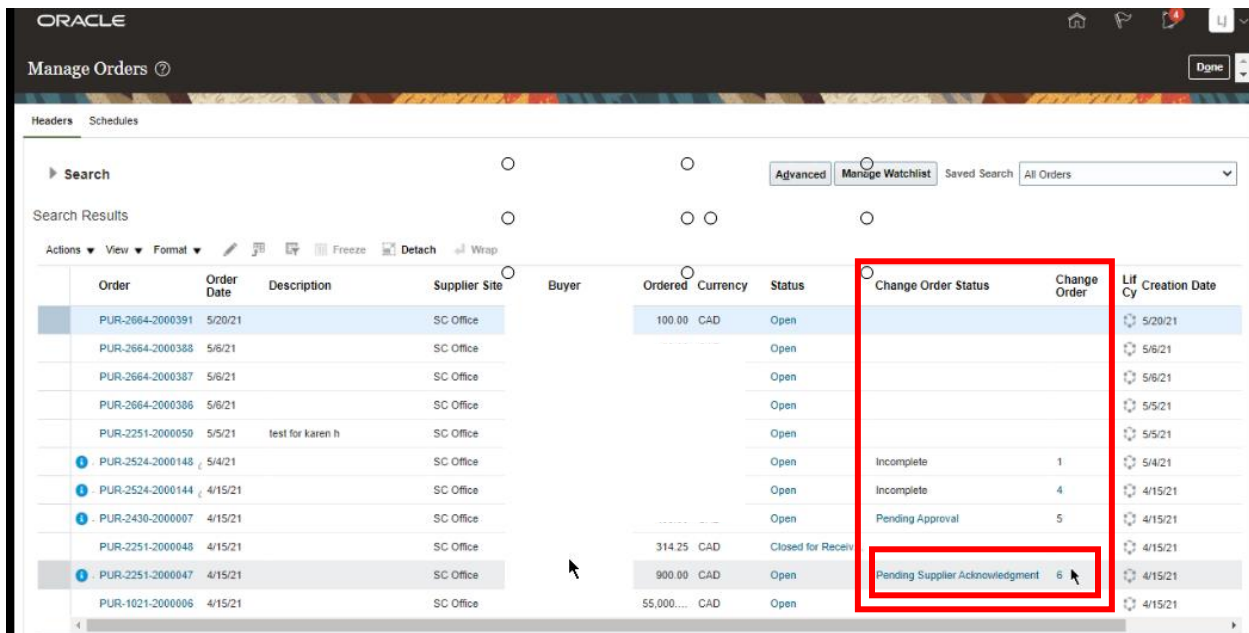 ORACLE
4
Manage Orders
Done
Headers Schedules
Search
Advanced Manage Watchlist Saved Search All Orders
Search Results
Actions View Format Freeze Detach Wrap
Order Order Date Description Supplier Site Buyer Ordered Currency Status Change Order Status Change Order Lif Cy Creation Date
PUR-2664-2000391 5/20/21 SC Office 100.00 CAD Open 5/20/21
PUR-2664-2000388 5/6/21 SC Office Open 5/6/21
PUR-2664-2000387 5/6/21 SC Office Open 5/6/21
PUR-2664-2000386 5/6/21 SC Office Open 5/5/21
PUR-2251-2000050 5/5/21 test for karen h SC Office Open 5/5/21
PUR-2524-2000148 5/4/21 SC Office Open Incomplete 1 5/4/21
PUR-2524-2000144 4/15/21 SC Office Open Incomplete 4 4/15/21
PUR-2430-2000007 4/15/21 SC Office Open Pending Approval 5 4/15/21
PUR-2251-2000048 4/15/21 SC Office 314.25 CAD Closed for Receiv... 4/15/21
PUR-2251-2000047 4/15/21 SC Office 900.00 CAD Open Pending Supplier Acknowledgment 6 4/15/21
PUR-1021-2000006 4/15/21 SC Office 55,000.... CAD Open 4/15/21